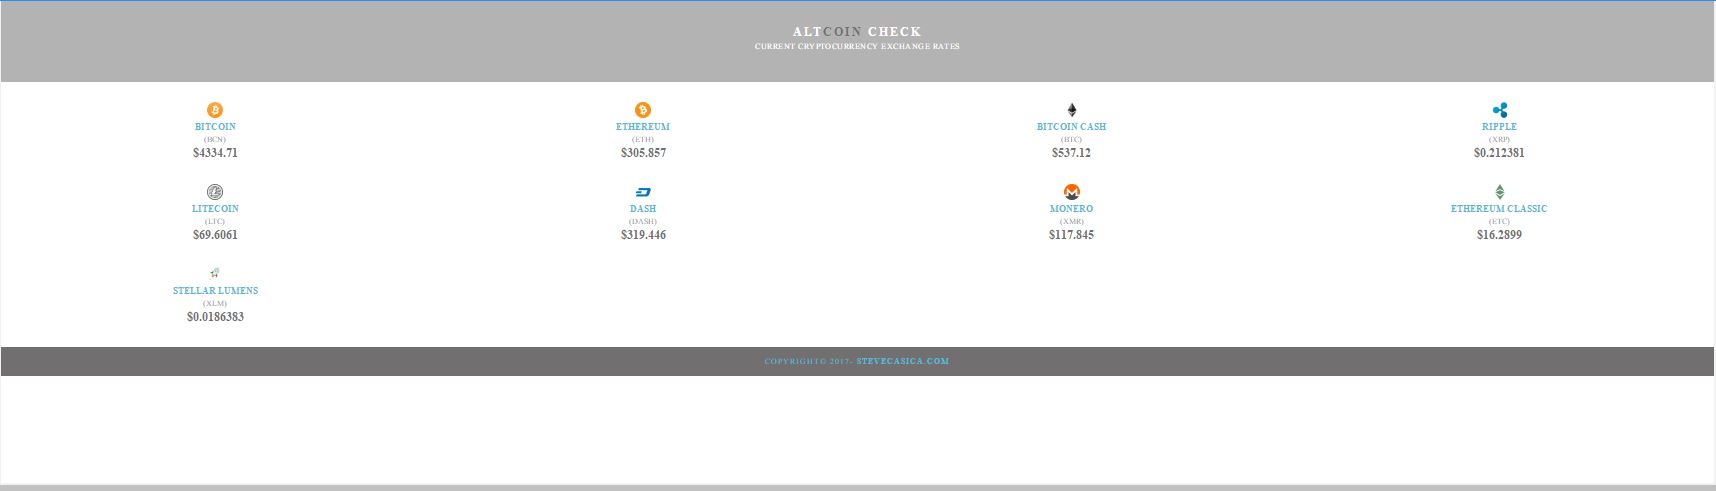 ALTCOIN CHECK
CURRENT CRYPTOCURRENCY EXCHANGE RATES
BITCOIN
(BCN)
$4334.71
ETHEREUM
(ETH)
$305.857
BITCOIN CASH
(BTC)
$537.12
RIPPLE
(XRP)
$0.212381
LITECOIN
(LTC)
$69.6061
DASH
(DASH)
$319.446
MONERO
(XMR)
$117.845
ETHEREUM CLASSIC
(ETC)
$16.2899
STELLAR LUMENS
(XLM)
$0.0186383
COPYRIGHT© 2017- STEVECASICA.COM